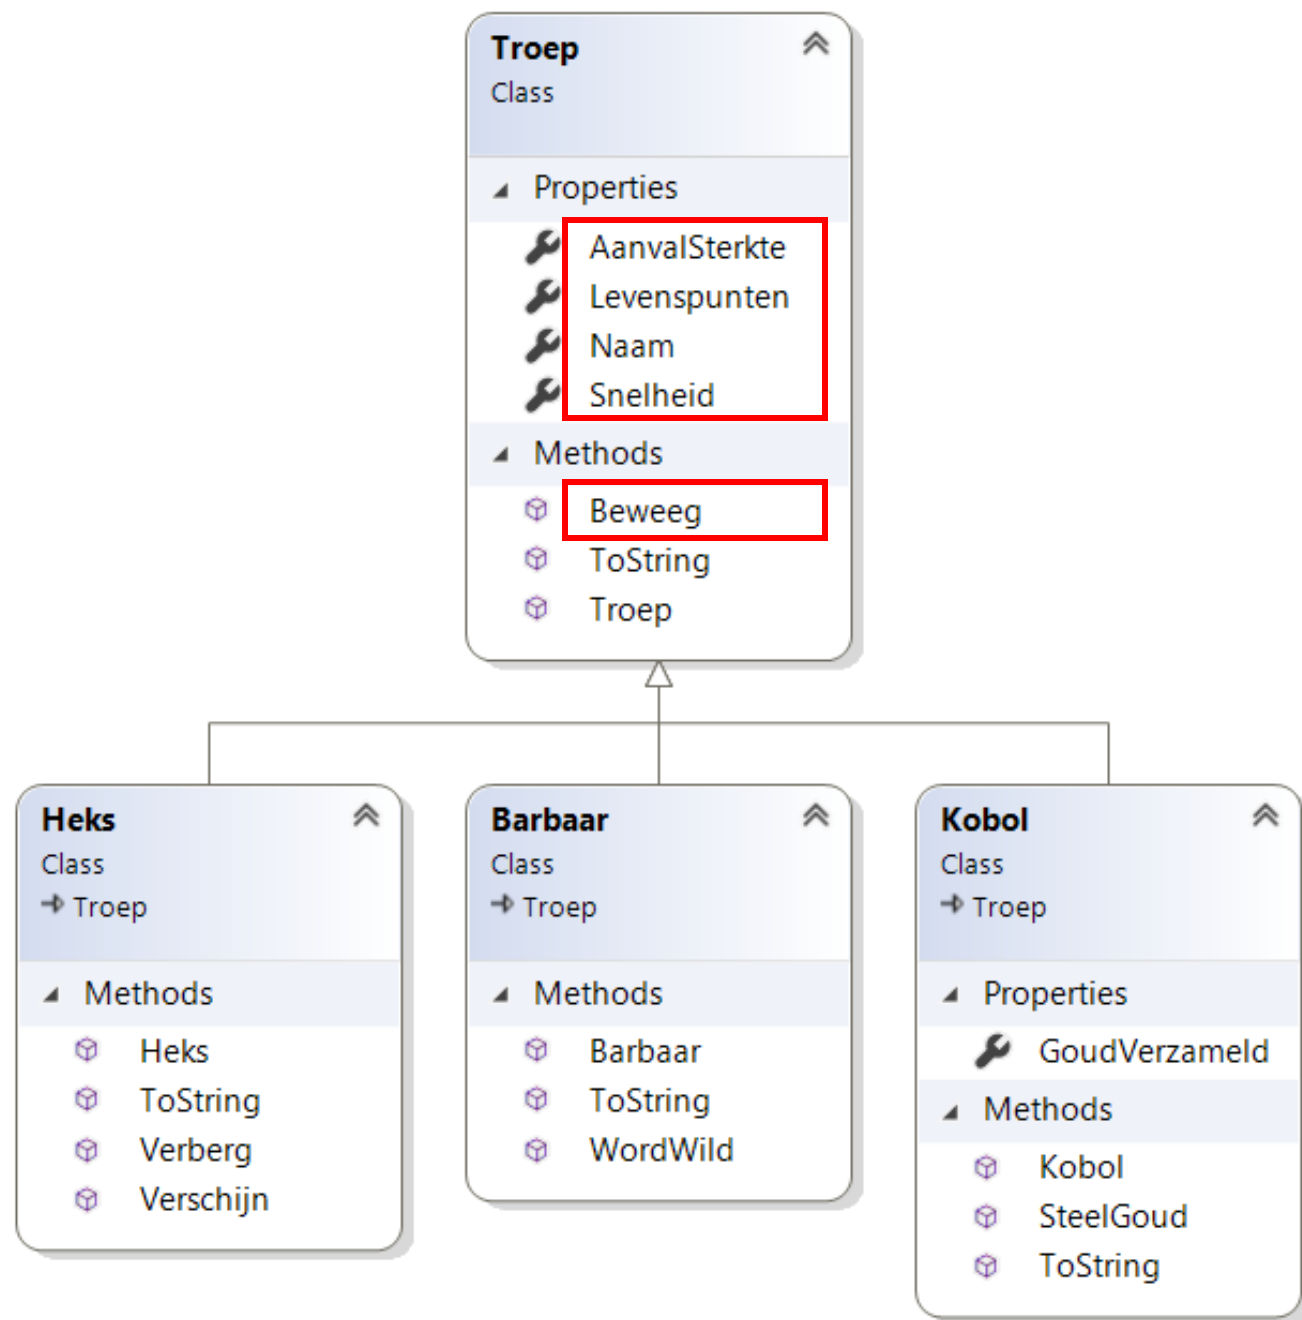 Troep
Class
Properties
AanvalSterkte
Levenspunten
Naam
Snelheid
Methods
Beweeg
ToString
Troep
Heks
Class
Troep
Methods
Heks
ToString
Verberg
Verschijn
Barbaar
Class
Troep
Methods
Barbaar
ToString
WordWild
Kobol
Class
Troep
Properties
GoudVerzameld
Methods
Kobol
SteelGoud
ToString